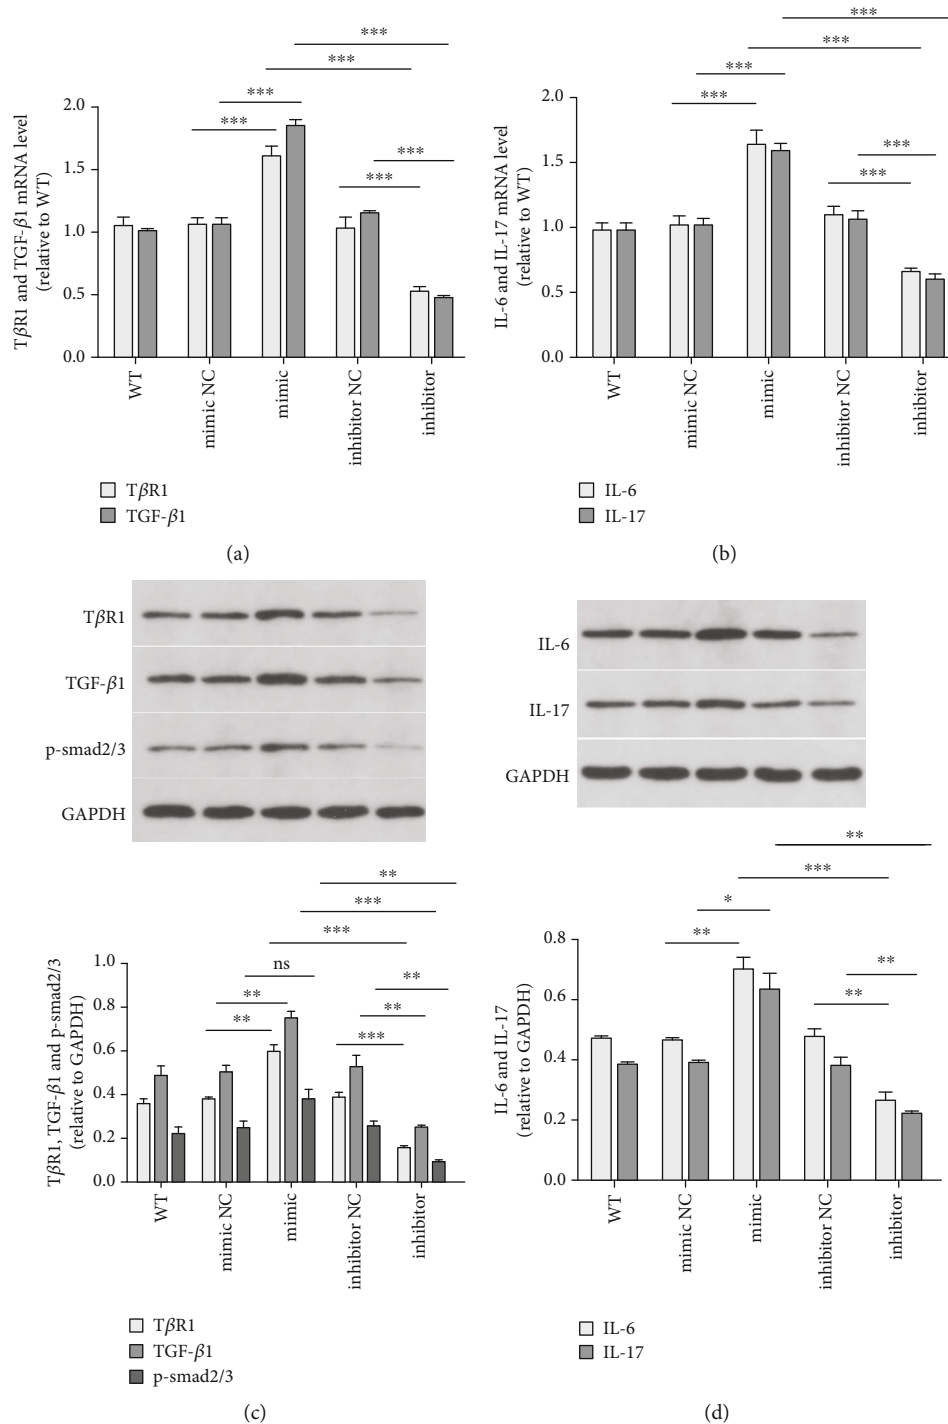 ***
***
***
***
***
***
2.0
1.5
1.0
0.5
0.0
TβR1 and TGF-β1 mRNA level
(relative to WT)
WT
mimic NC
mimic
inhibitor NC
inhibitor
TβR1
TGF-β1
(a)
***
***
***
***
***
***
2.0
1.5
1.0
0.5
0.0
IL-6 and IL-17 mRNA level
(relative to WT)
WT
mimic NC
mimic
inhibitor NC
inhibitor
IL-6
IL-17
(b)
TβR1
TGF-β1
p-smad2/3
GAPDH
**
***
***
ns
**
**
**
**
***
1.0
0.8
0.6
0.4
0.2
0.0
TβR1, TGF-β1 and p-smad2/3
(relative to GAPDH)
WT
mimic NC
mimic
inhibitor NC
inhibitor
TβR1
TGF-β1
p-smad2/3
(c)
IL-6
IL-17
GAPDH
**
***
*
**
**
**
0.8
0.6
0.4
0.2
0.0
IL-6 and IL-17
(relative to GAPDH)
WT
mimic NC
mimic
inhibitor NC
inhibitor
IL-6
IL-17
(d)